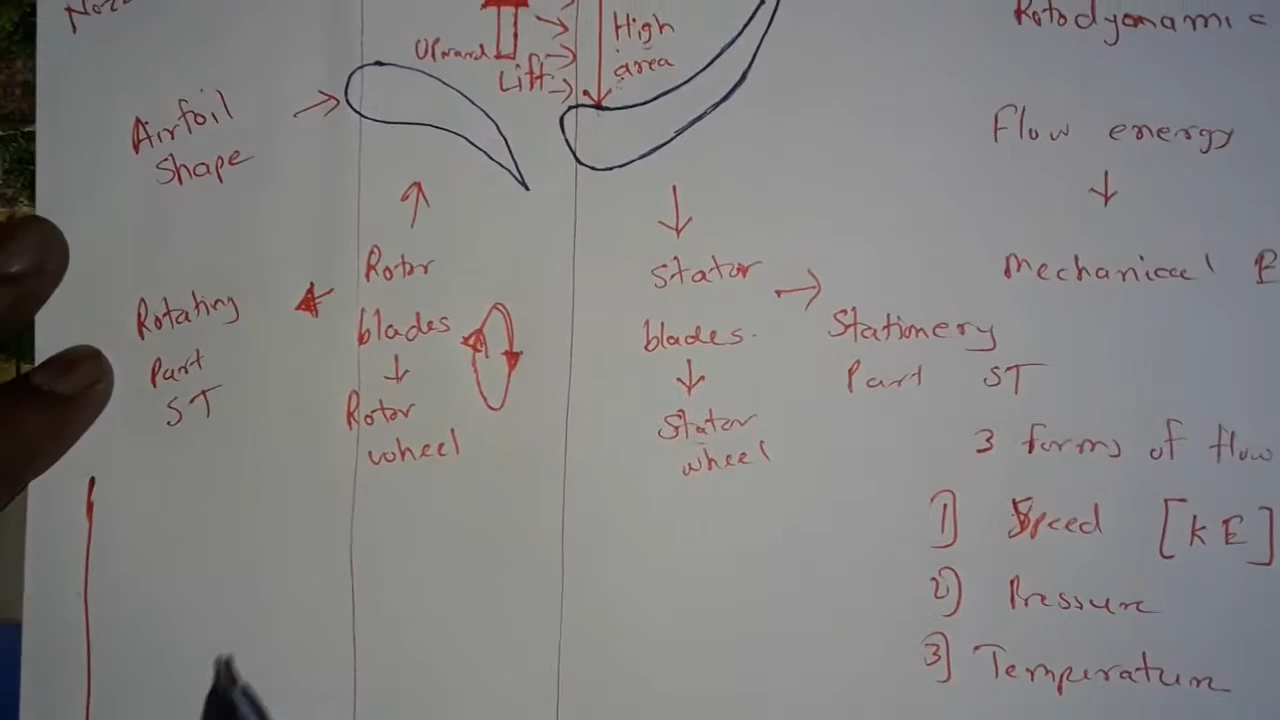 Rotodynamic
High
area
Upward
Lift
Airfoil
Shape
Flow energy
Mechanical E
Rotor
blades
Rotor
wheel
Rotating
Part
ST
Stator
blades.
Stator
wheel
Stationery
Part ST
3 forms of flow
1) Speed [KE]
2) Pressure
3) Temperature